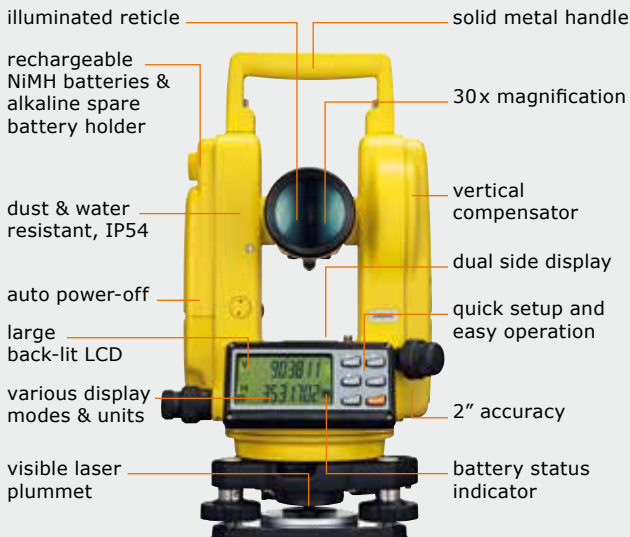 illuminated reticle
solid metal handle
rechargeable
NiMH batteries &
alkaline spare
battery holder
30x magnification
dust & water
resistant, IP54
vertical
compensator
dual side display
auto power-off
quick setup and
easy operation
large
back-lit LCD
various display
modes & units
2” accuracy
visible laser
plummet
battery status
indicator